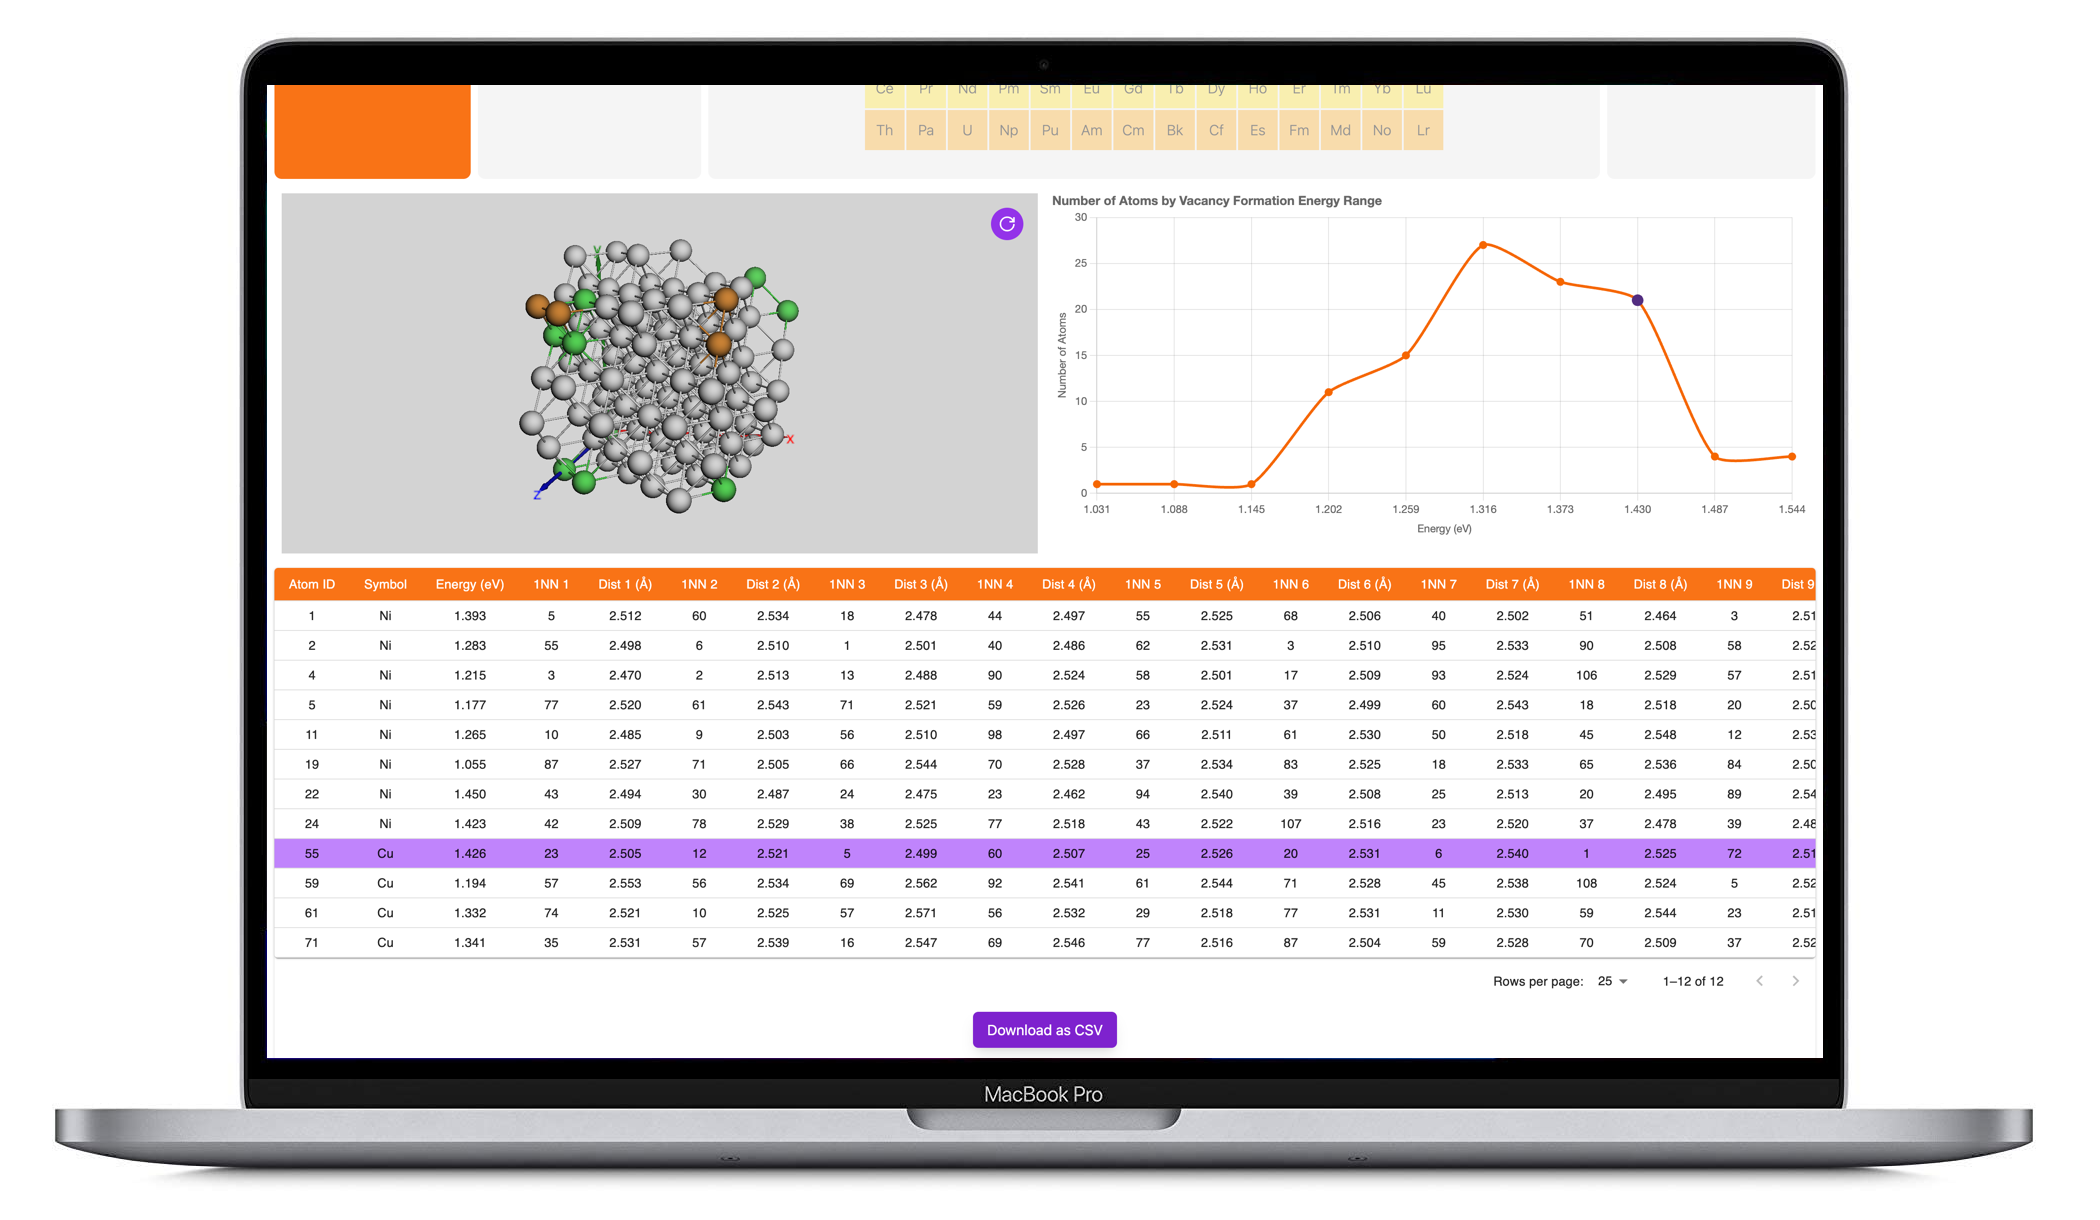 Ce Pr Nd Pm Sm Eu Gd Tb Dy Ho Er Tm Yb Lu
Th Pa U Np Pu Am Cm Bk Cf Es Fm Md No Lr
Y
X
Z
Number of Atoms by Vacancy Formation Energy Range
30
25
20
15
10
5
0
Number of Atoms
1.031 1.088 1.145 1.202 1.259 1.316 1.373 1.430 1.487 1.544
Energy (eV)
Atom ID Symbol Energy (eV) 1NN 1 Dist 1 (Å) 1NN 2 Dist 2 (Å) 1NN 3 Dist 3 (Å) 1NN 4 Dist 4 (Å) 1NN 5 Dist 5 (Å) 1NN 6 Dist 6 (Å) 1NN 7 Dist 7 (Å) 1NN 8 Dist 8 (Å) 1NN 9 Dist 9
1 Ni 1.393 5 2.512 60 2.534 18 2.478 44 2.497 55 2.525 68 2.506 40 2.502 51 2.464 3 2.51
2 Ni 1.283 55 2.498 6 2.510 1 2.501 40 2.486 62 2.531 3 2.510 95 2.533 90 2.508 58 2.52
4 Ni 1.215 3 2.470 2 2.513 13 2.488 90 2.524 58 2.501 17 2.509 93 2.524 106 2.529 57 2.51
5 Ni 1.177 77 2.520 61 2.543 71 2.521 59 2.526 23 2.524 37 2.499 60 2.543 18 2.518 20 2.50
11 Ni 1.265 10 2.485 9 2.503 56 2.510 98 2.497 66 2.511 61 2.530 50 2.518 45 2.548 12 2.53
19 Ni 1.055 87 2.527 71 2.505 66 2.544 70 2.528 37 2.534 83 2.525 18 2.533 65 2.536 84 2.50
22 Ni 1.450 43 2.494 30 2.487 24 2.475 23 2.462 94 2.540 39 2.508 25 2.513 20 2.495 89 2.54
24 Ni 1.423 42 2.509 78 2.529 38 2.525 77 2.518 43 2.522 107 2.516 23 2.520 37 2.478 39 2.48
55 Cu 1.426 23 2.505 12 2.521 5 2.499 60 2.507 25 2.526 20 2.531 6 2.540 1 2.525 72 2.51
59 Cu 1.194 57 2.553 56 2.534 69 2.562 92 2.541 61 2.544 71 2.528 45 2.538 108 2.524 5 2.52
61 Cu 1.332 74 2.521 10 2.525 57 2.571 56 2.532 29 2.518 77 2.531 11 2.530 59 2.544 23 2.51
71 Cu 1.341 35 2.531 57 2.539 16 2.547 69 2.546 77 2.516 87 2.504 59 2.528 70 2.509 37 2.52
Rows per page: 25 1–12 of 12
Download as CSV
MacBook Pro